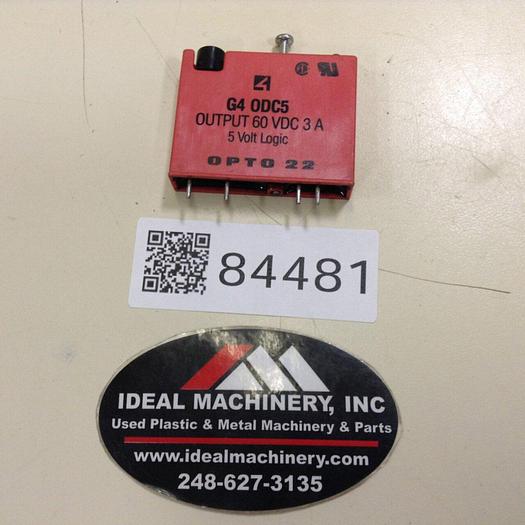 G4 ODC5
OUTPUT 60 VDC 3 A
5 Volt Logic
OPTO 22
84481
IDEAL MACHINERY, INC
Used Plastic & Metal Machinery & Parts
www.idealmachinery.com
248-627-3135